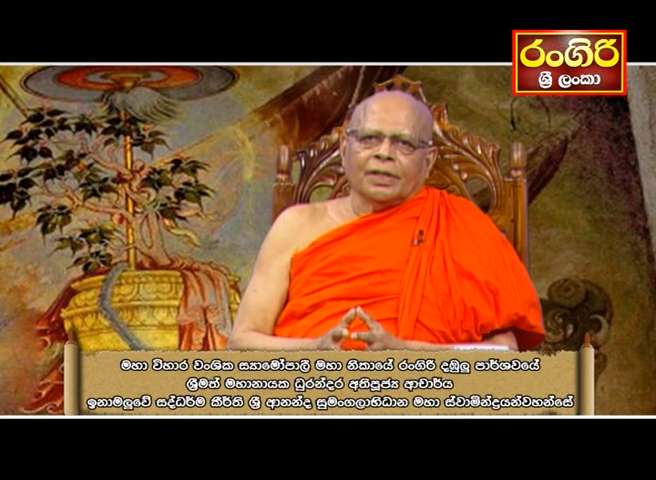 රංගිරි
ශ්‍රී ලංකා
මහා විහාර වංශික ස්‍යාමෝපාලී මහා නිකායේ රංගිරි දඹුලු පාර්ශවයේ
ශ්‍රීමත් මහානායක ධුරන්දර අතිපූජ්‍ය ආචාර්ය
ඉනාමලුවේ සද්ධර්ම කීර්ති ශ්‍රී ආනන්ද සුමංගලාභිධාන මහා ස්වාමින්ද්‍රයන්වහන්සේ